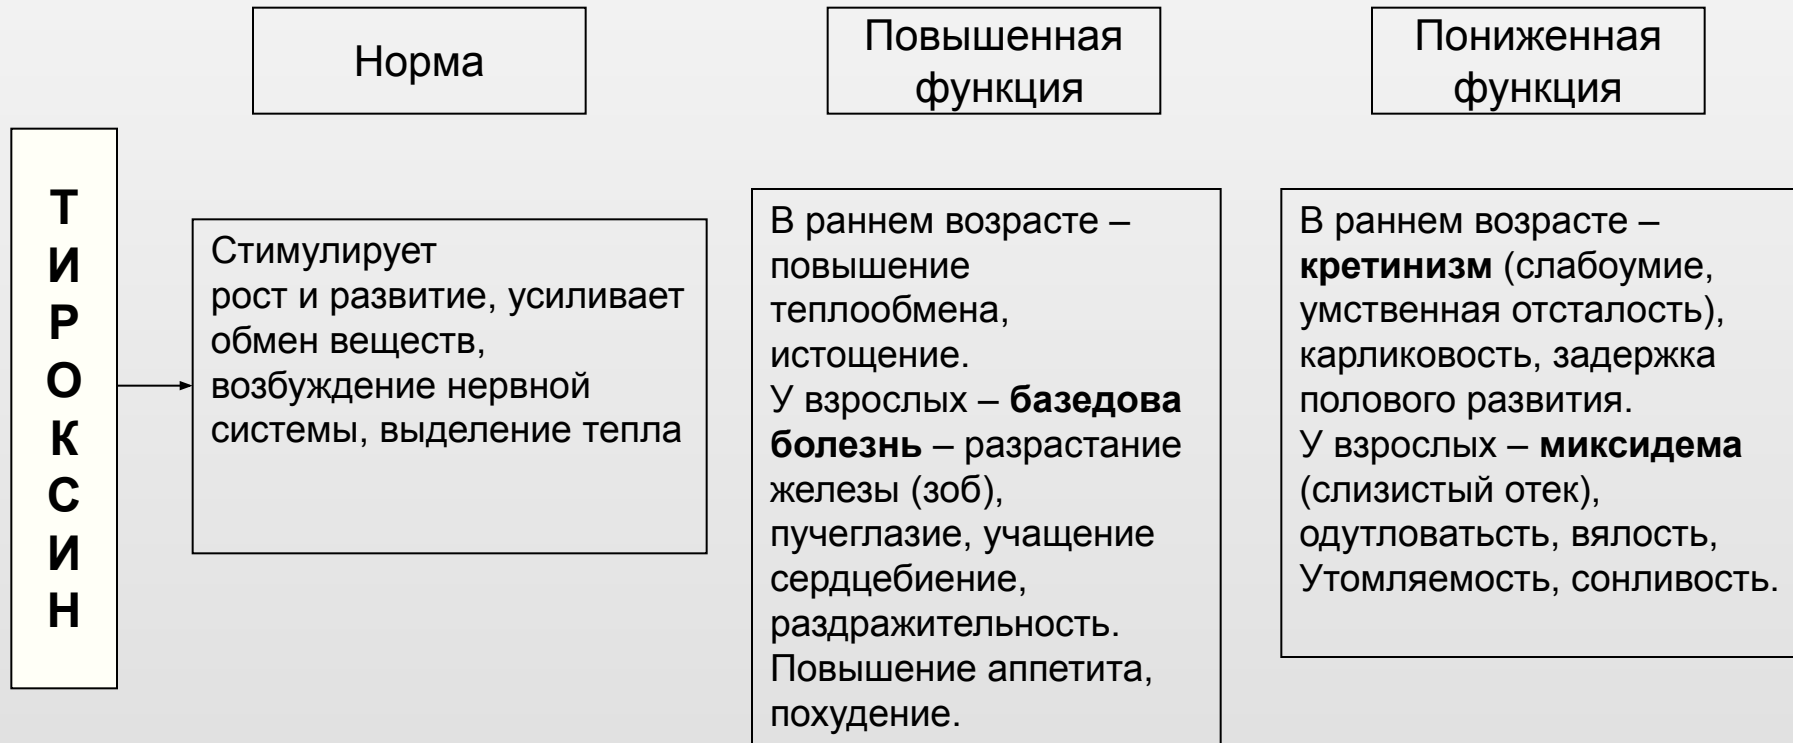 Норма
Повышенная
функция
Пониженная
функция
Т
И
Р
О
К
С
И
Н
Стимулирует
рост и развитие, усиливает
обмен веществ,
возбуждение нервной
системы, выделение тепла
В раннем возрасте –
повышение
теплообмена,
истощение.
У взрослых – базедова
болезнь – разрастание
железы (зоб),
пучеглазие, учащение
сердцебиение,
раздражительность.
Повышение аппетита,
похудение.
В раннем возрасте –
кретинизм (слабоумие,
умственная отсталость),
карликовость, задержка
полового развития.
У взрослых – миксидема
(слизистый отек),
одутловатьсть, вялость,
Утомляемость, сонливость.